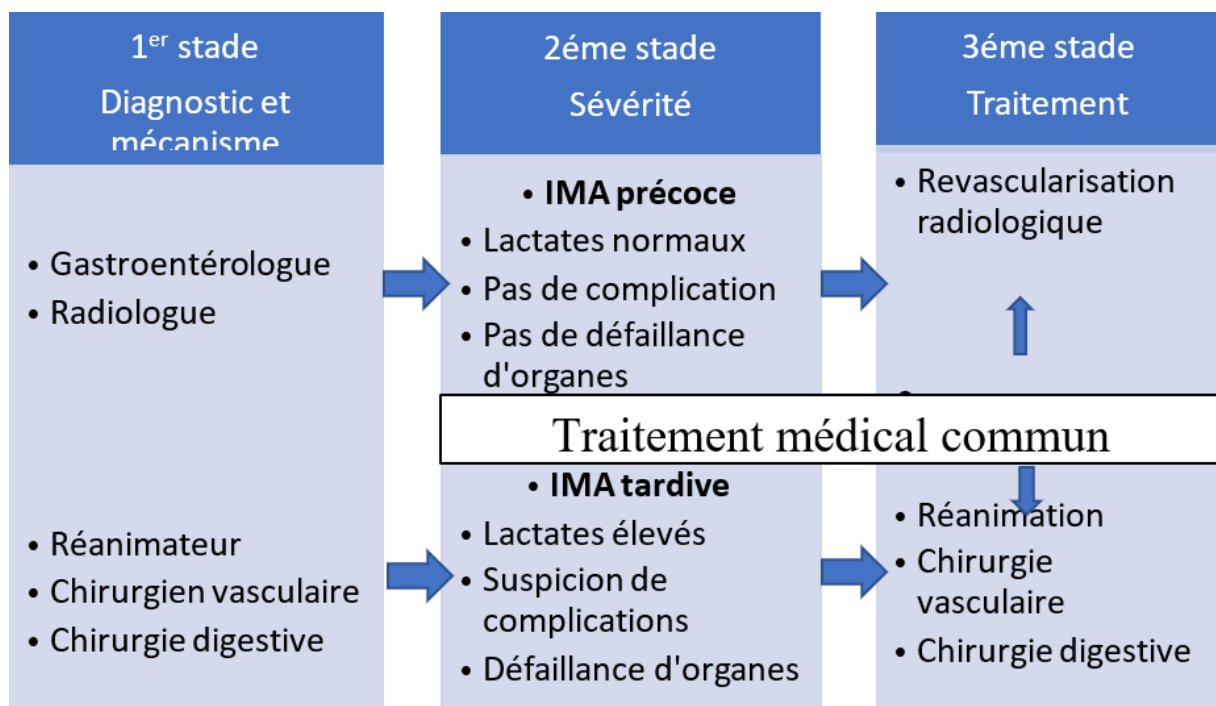 1er stade
Diagnostic et
mécanisme
• Gastroentérologue
• Radiologue
• Réanimateur
• Chirurgien vasculaire
• Chirurgie digestive
2éme stade
Sévérité
• IMA précoce
• Lactates normaux
• Pas de complication
• Pas de défaillance
d'organes
Traitement médical commun
• IMA tardive
• Lactates élevés
• Suspicion de
complications
• Défaillance d'organes
3éme stade
Traitement
• Revascularisation
radiologique
• Réanimation
• Chirurgie
vasculaire
• Chirurgie digestive